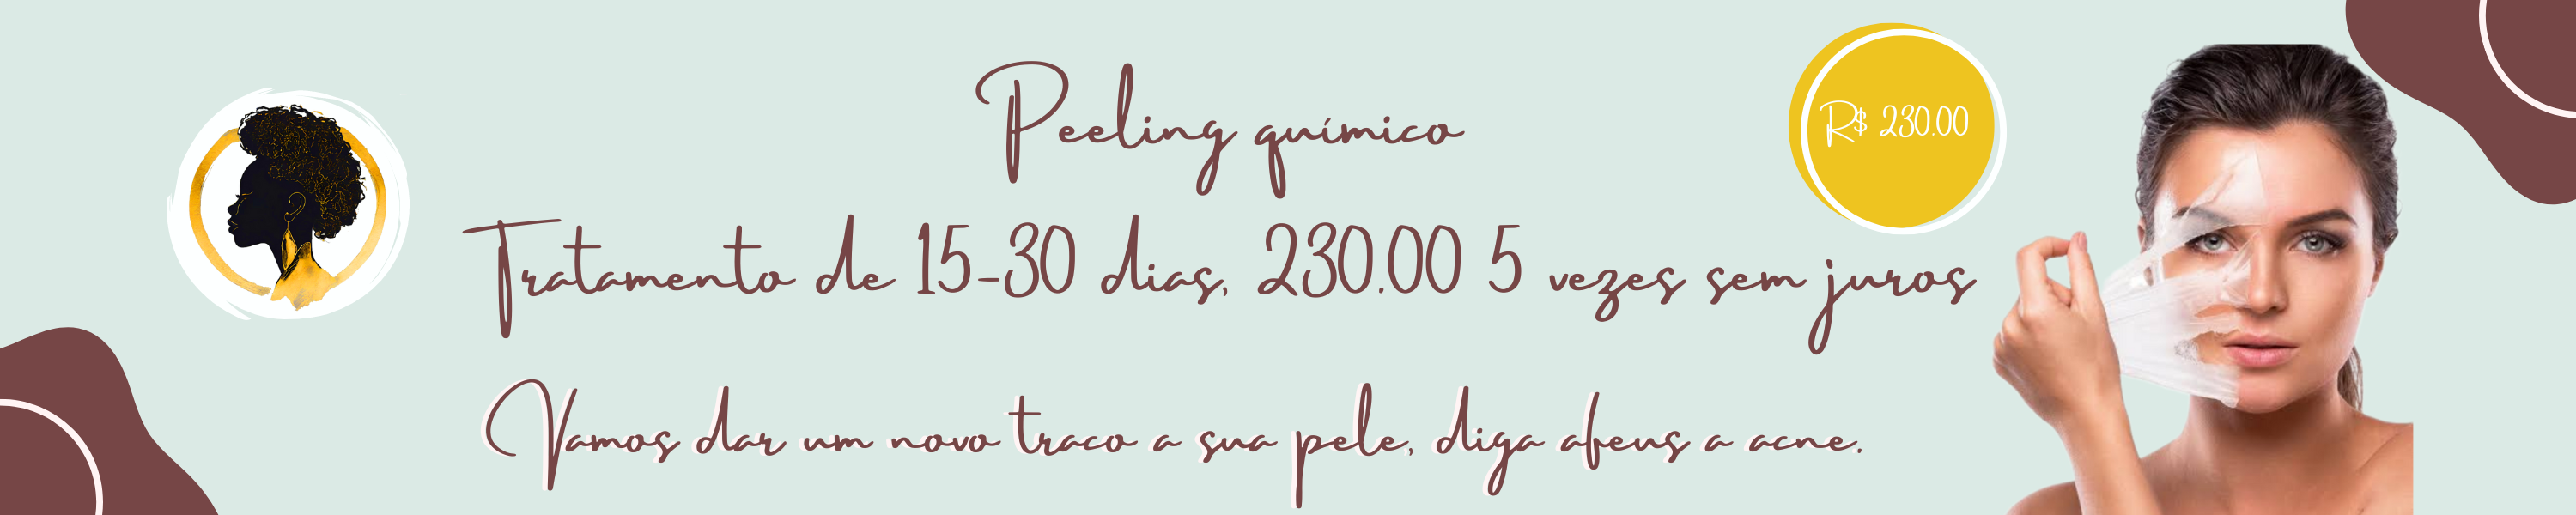 Peeling químico
R$ 230.00
Tratamento de 15-30 dias, 230.00 5 vezes sem juros
Vamos dar um novo traco a sua pele, diga afeus a acne.